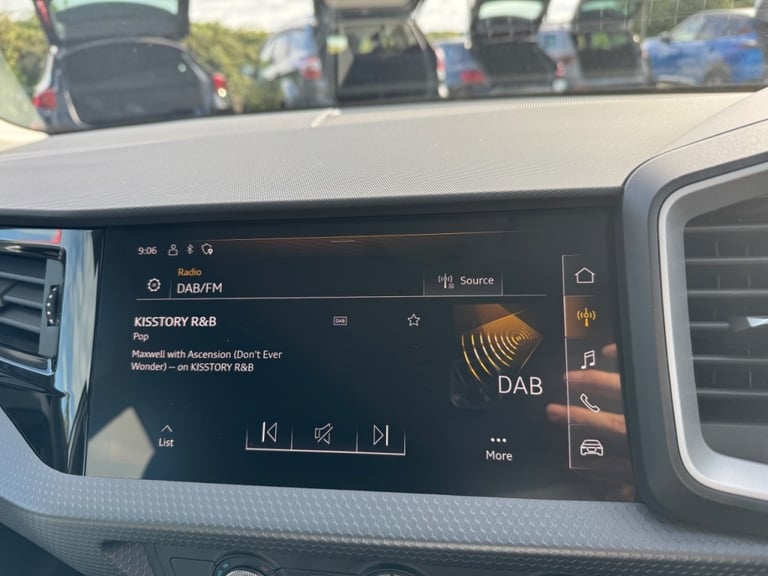 9:06
Radio
DAB/FM
Source
KISSTORY R&B
DAB
Pop
Maxwell with Ascension (Don't Ever
Wonder) -- on KISSTORY R&B
DAB
List
More